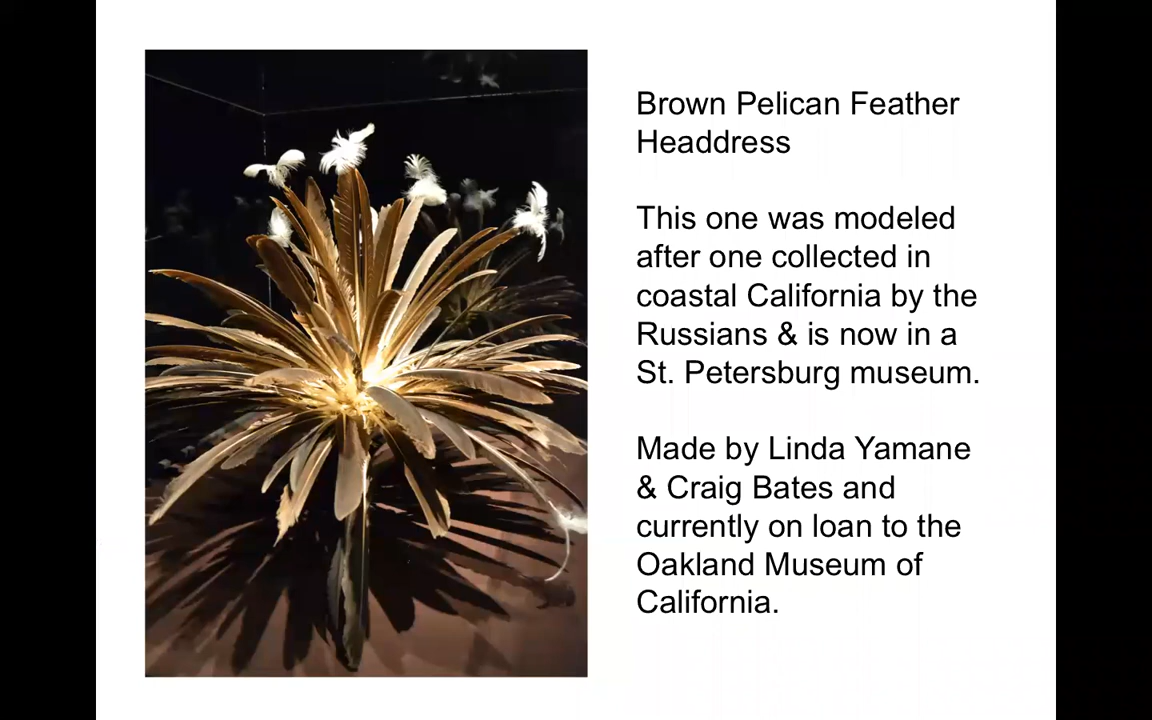 Brown Pelican Feather
Headdress
This one was modeled
after one collected in
coastal California by the
Russians & is now in a
St. Petersburg museum.
Made by Linda Yamane
& Craig Bates and
currently on loan to the
Oakland Museum of
California.